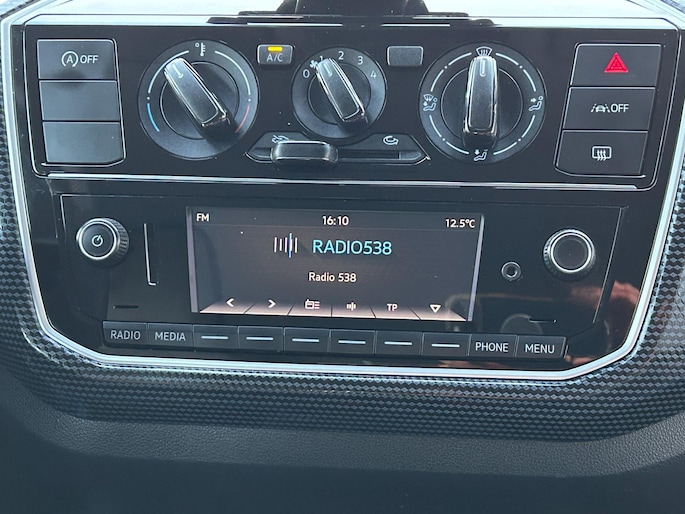 (A) OFF
A/C
0 1 2 3 4
OFF
FM
16:10
12.5°C
RADIO538
Radio 538
< >
TP
RADIO
MEDIA
PHONE
MENU